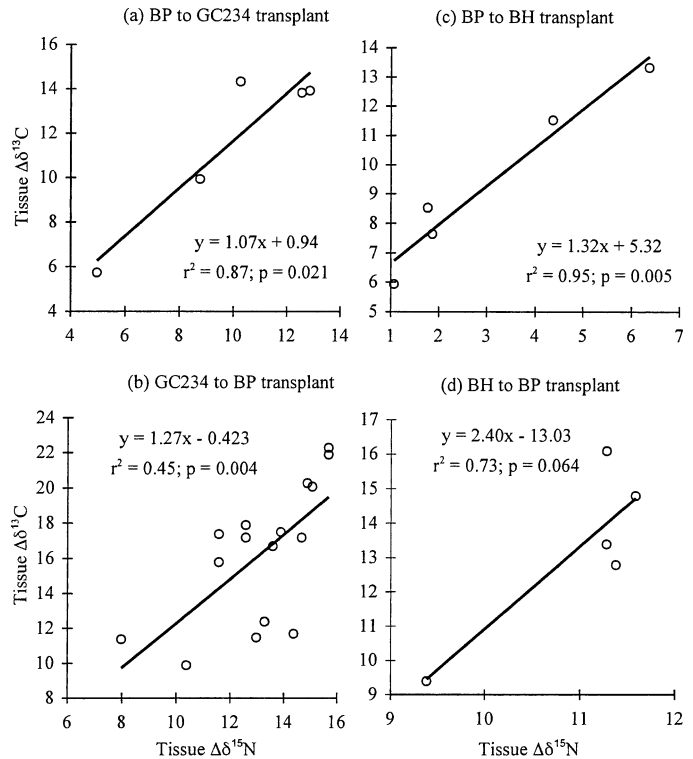 (a) BP to GC234 transplant
14
12
10
8
6
4
Tissue Δδ¹³C
y = 1.07x + 0.94
r² = 0.87; p = 0.021
4 6 8 10 12 14
(c) BP to BH transplant
14
13
12
11
10
9
8
7
6
5
y = 1.32x + 5.32
r² = 0.95; p = 0.005
1 2 3 4 5 6 7
(b) GC234 to BP transplant
24
22
20
18
16
14
12
10
8
Tissue Δδ¹³C
y = 1.27x - 0.423
r² = 0.45; p = 0.004
6 8 10 12 14 16
Tissue Δδ¹⁵N
(d) BH to BP transplant
17
16
15
14
13
12
11
10
9
y = 2.40x - 13.03
r² = 0.73; p = 0.064
9 10 11 12
Tissue Δδ¹⁵N